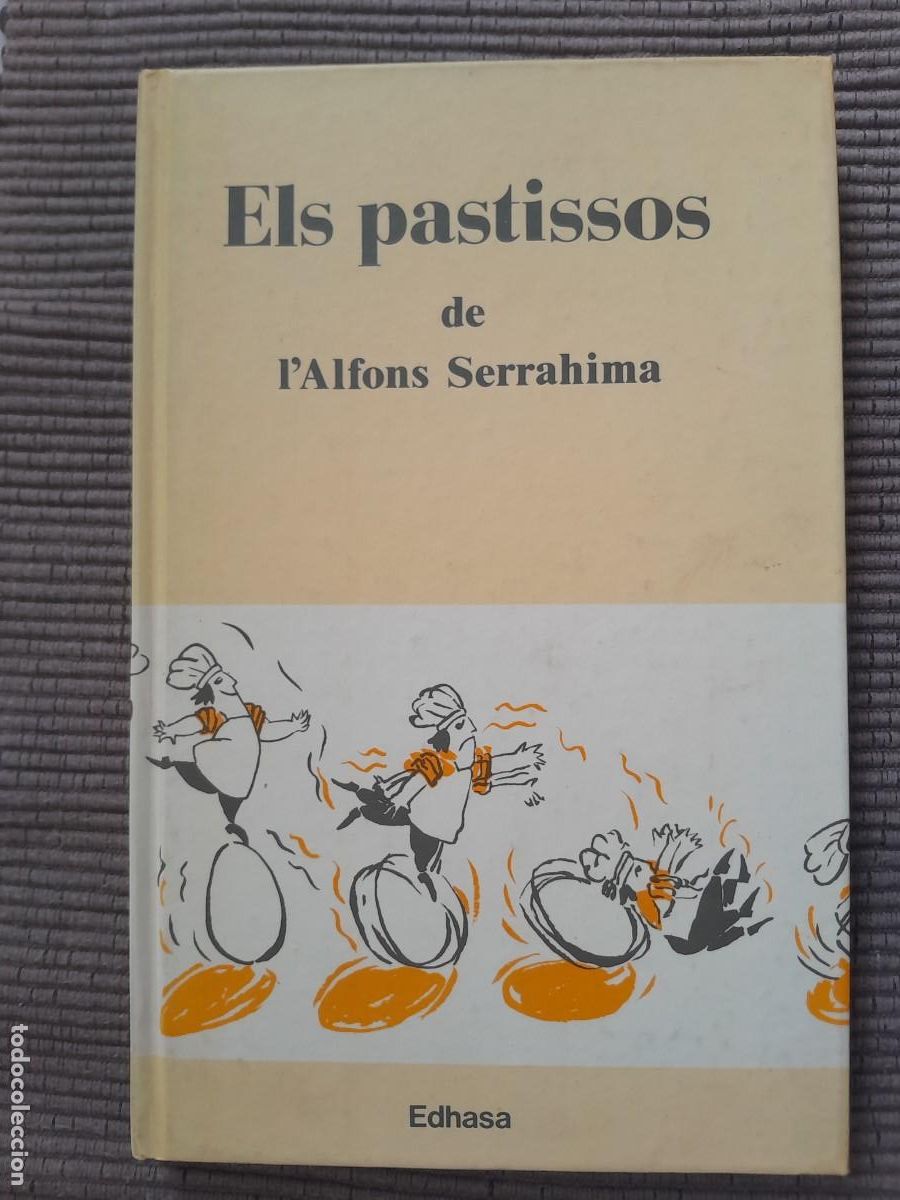 Els pastissos
de
l'Alfons Serrahima
Edhasa
todocoleccion